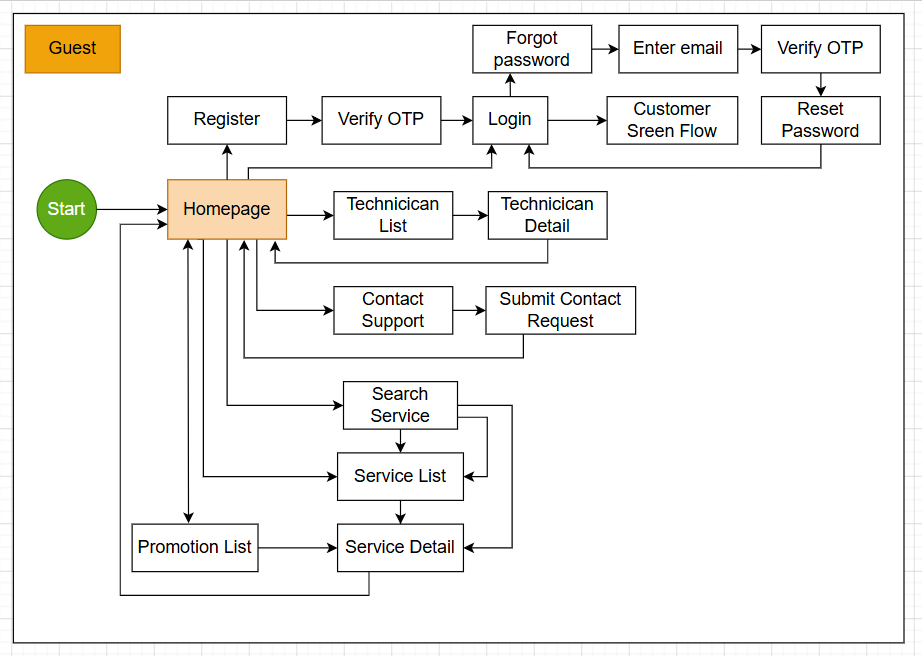 Guest
Forgot
password
Enter email
Verify OTP
Register
Verify OTP
Login
Customer
Sreen Flow
Reset
Password
Start
Homepage
Technicican
List
Technicican
Detail
Contact
Support
Submit Contact
Request
Search
Service
Service List
Promotion List
Service Detail